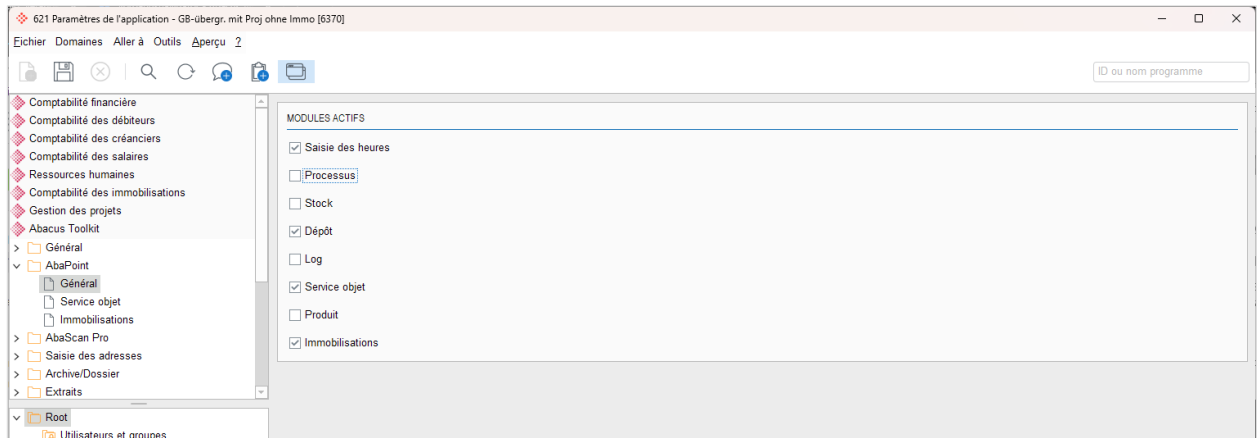 621 Paramètres de l'application - GB-übergr. mit Proj ohne Immo [6370]
Fichier Domaines Aller à Outils Aperçu ?
ID ou nom programme
Comptabilité financière
Comptabilité des débiteurs
Comptabilité des créanciers
Comptabilité des salaires
Ressources humaines
Comptabilité des immobilisations
Gestion des projets
Abacus Toolkit
Général
AbaPoint
Général
Service objet
Immobilisations
AbaScan Pro
Saisie des adresses
Archive/Dossier
Extraits
Root
Utilisateurs et groupes
MODULES ACTIFS
Saisie des heures
Processus
Stock
Dépôt
Log
Service objet
Produit
Immobilisations